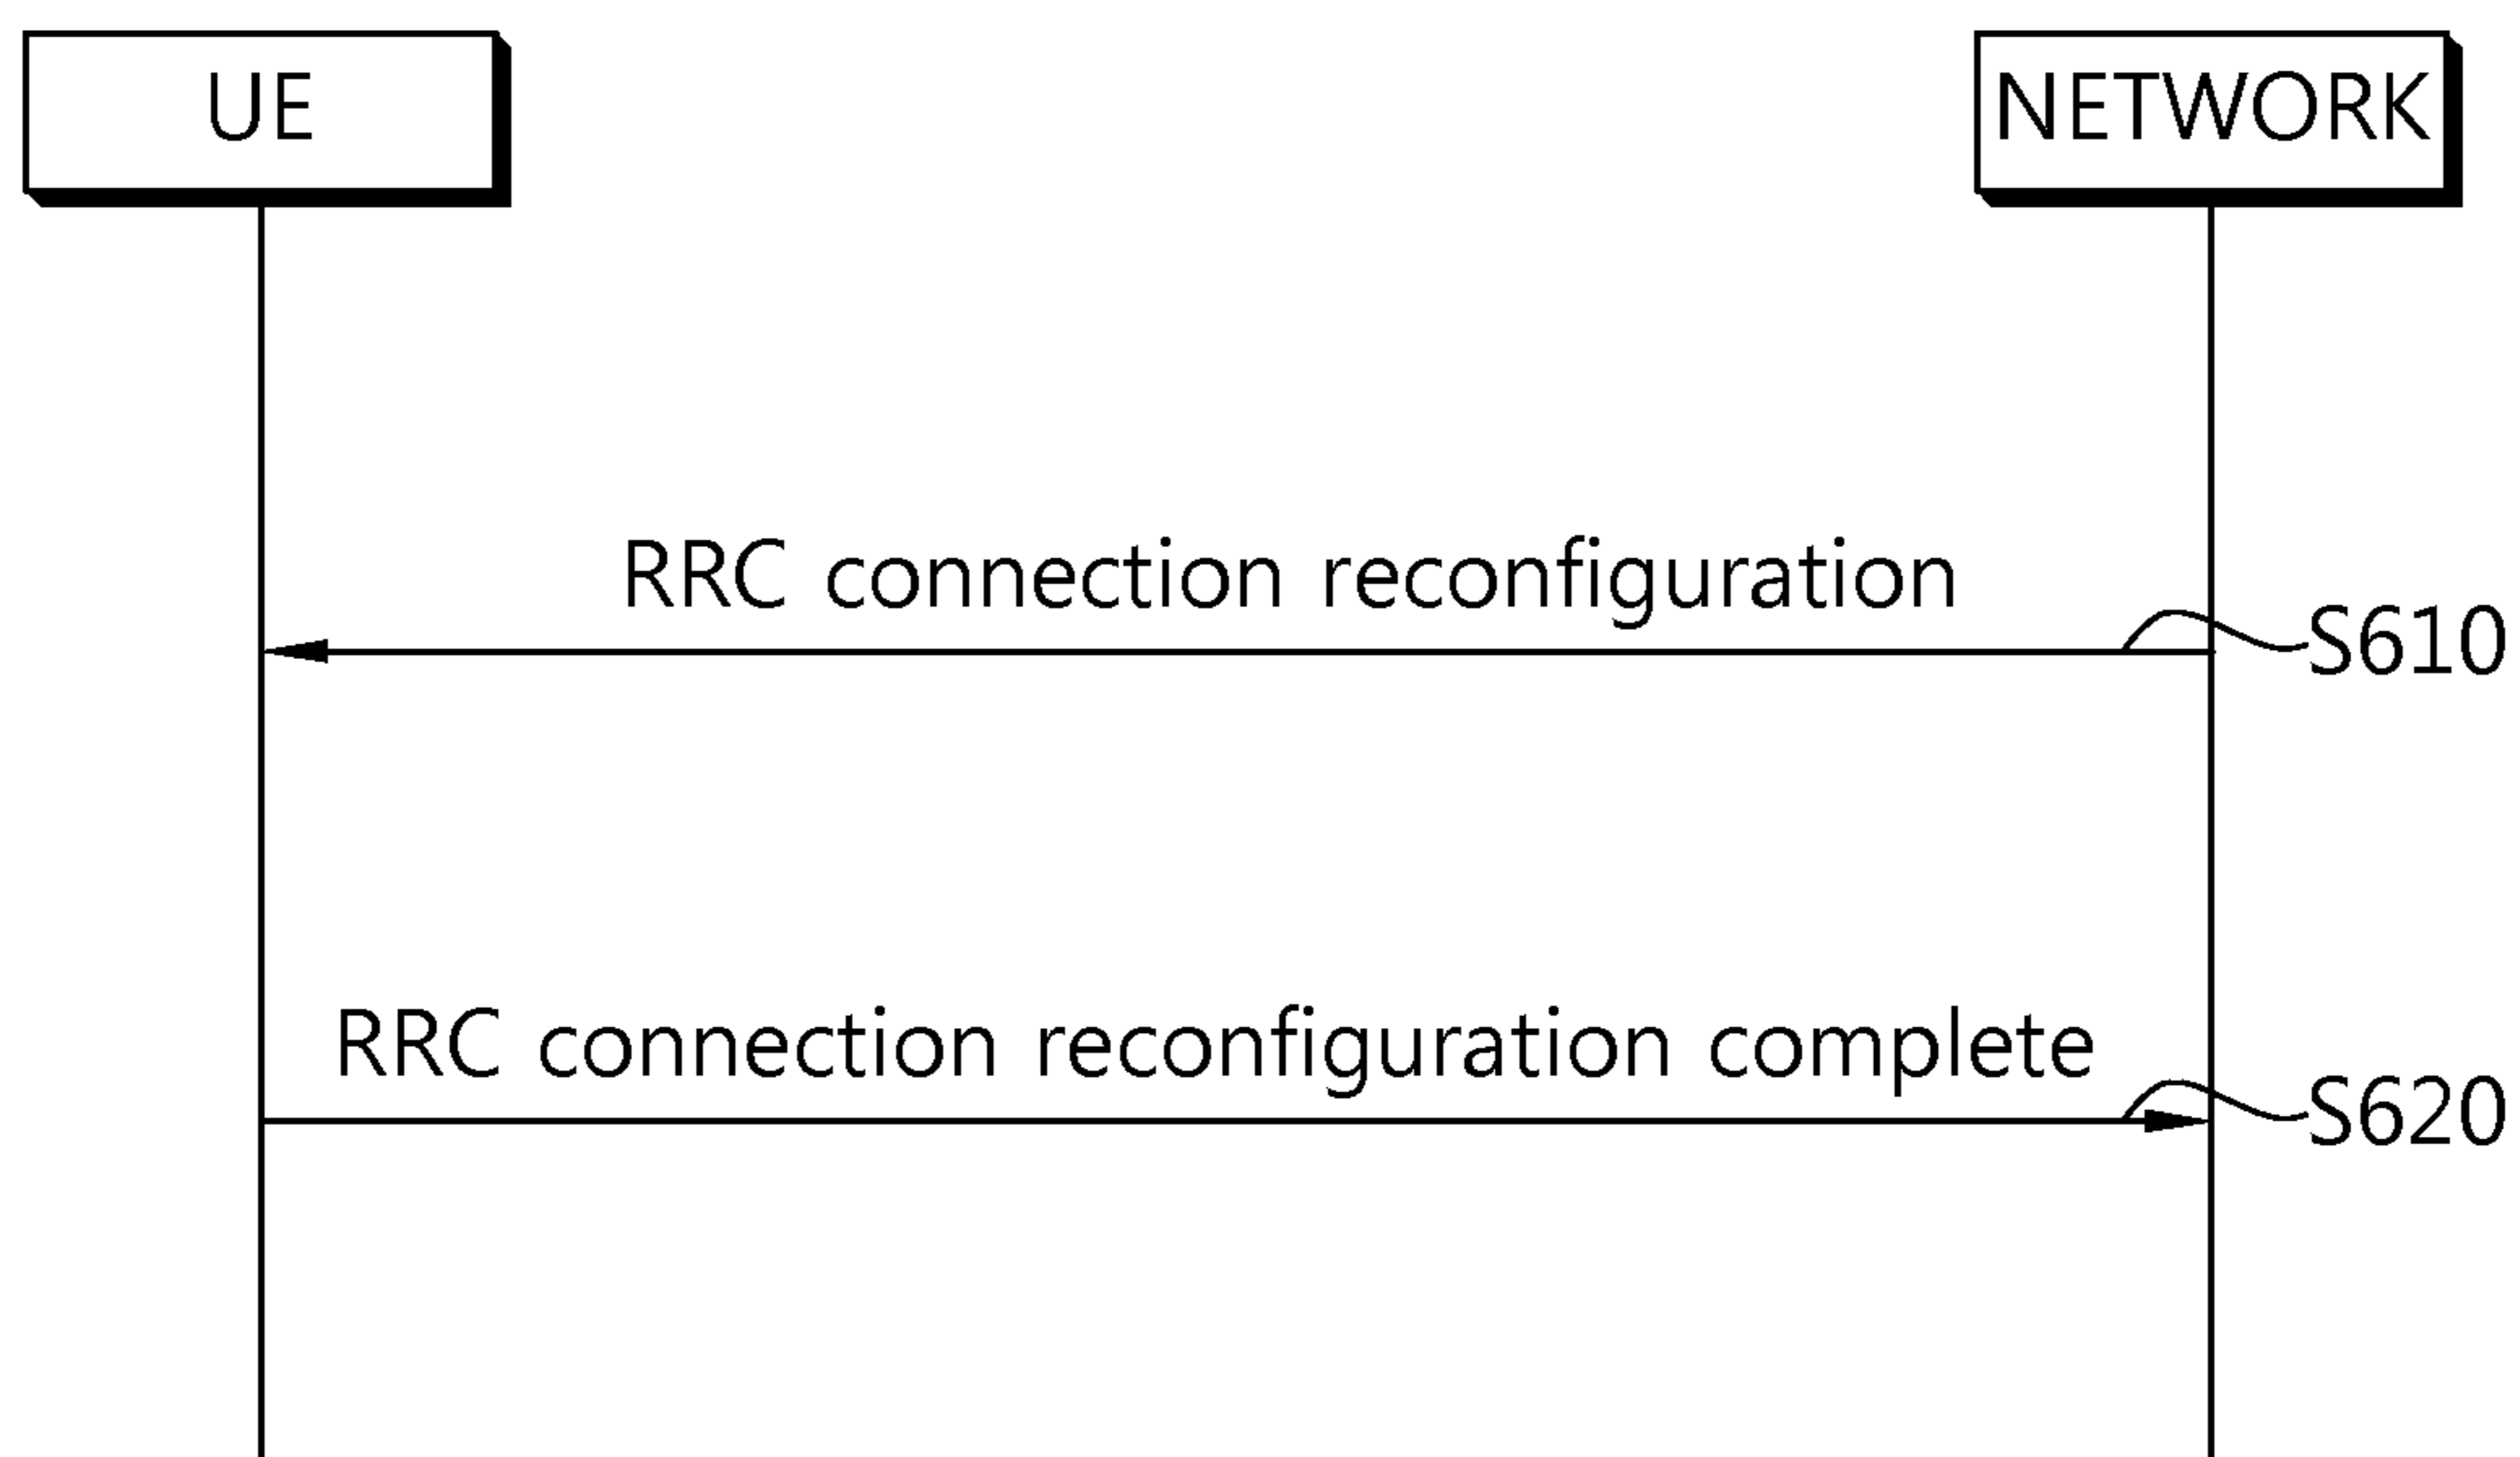 UE
NETWORK
RRC connection reconfiguration
S610
RRC connection reconfiguration complete
S620